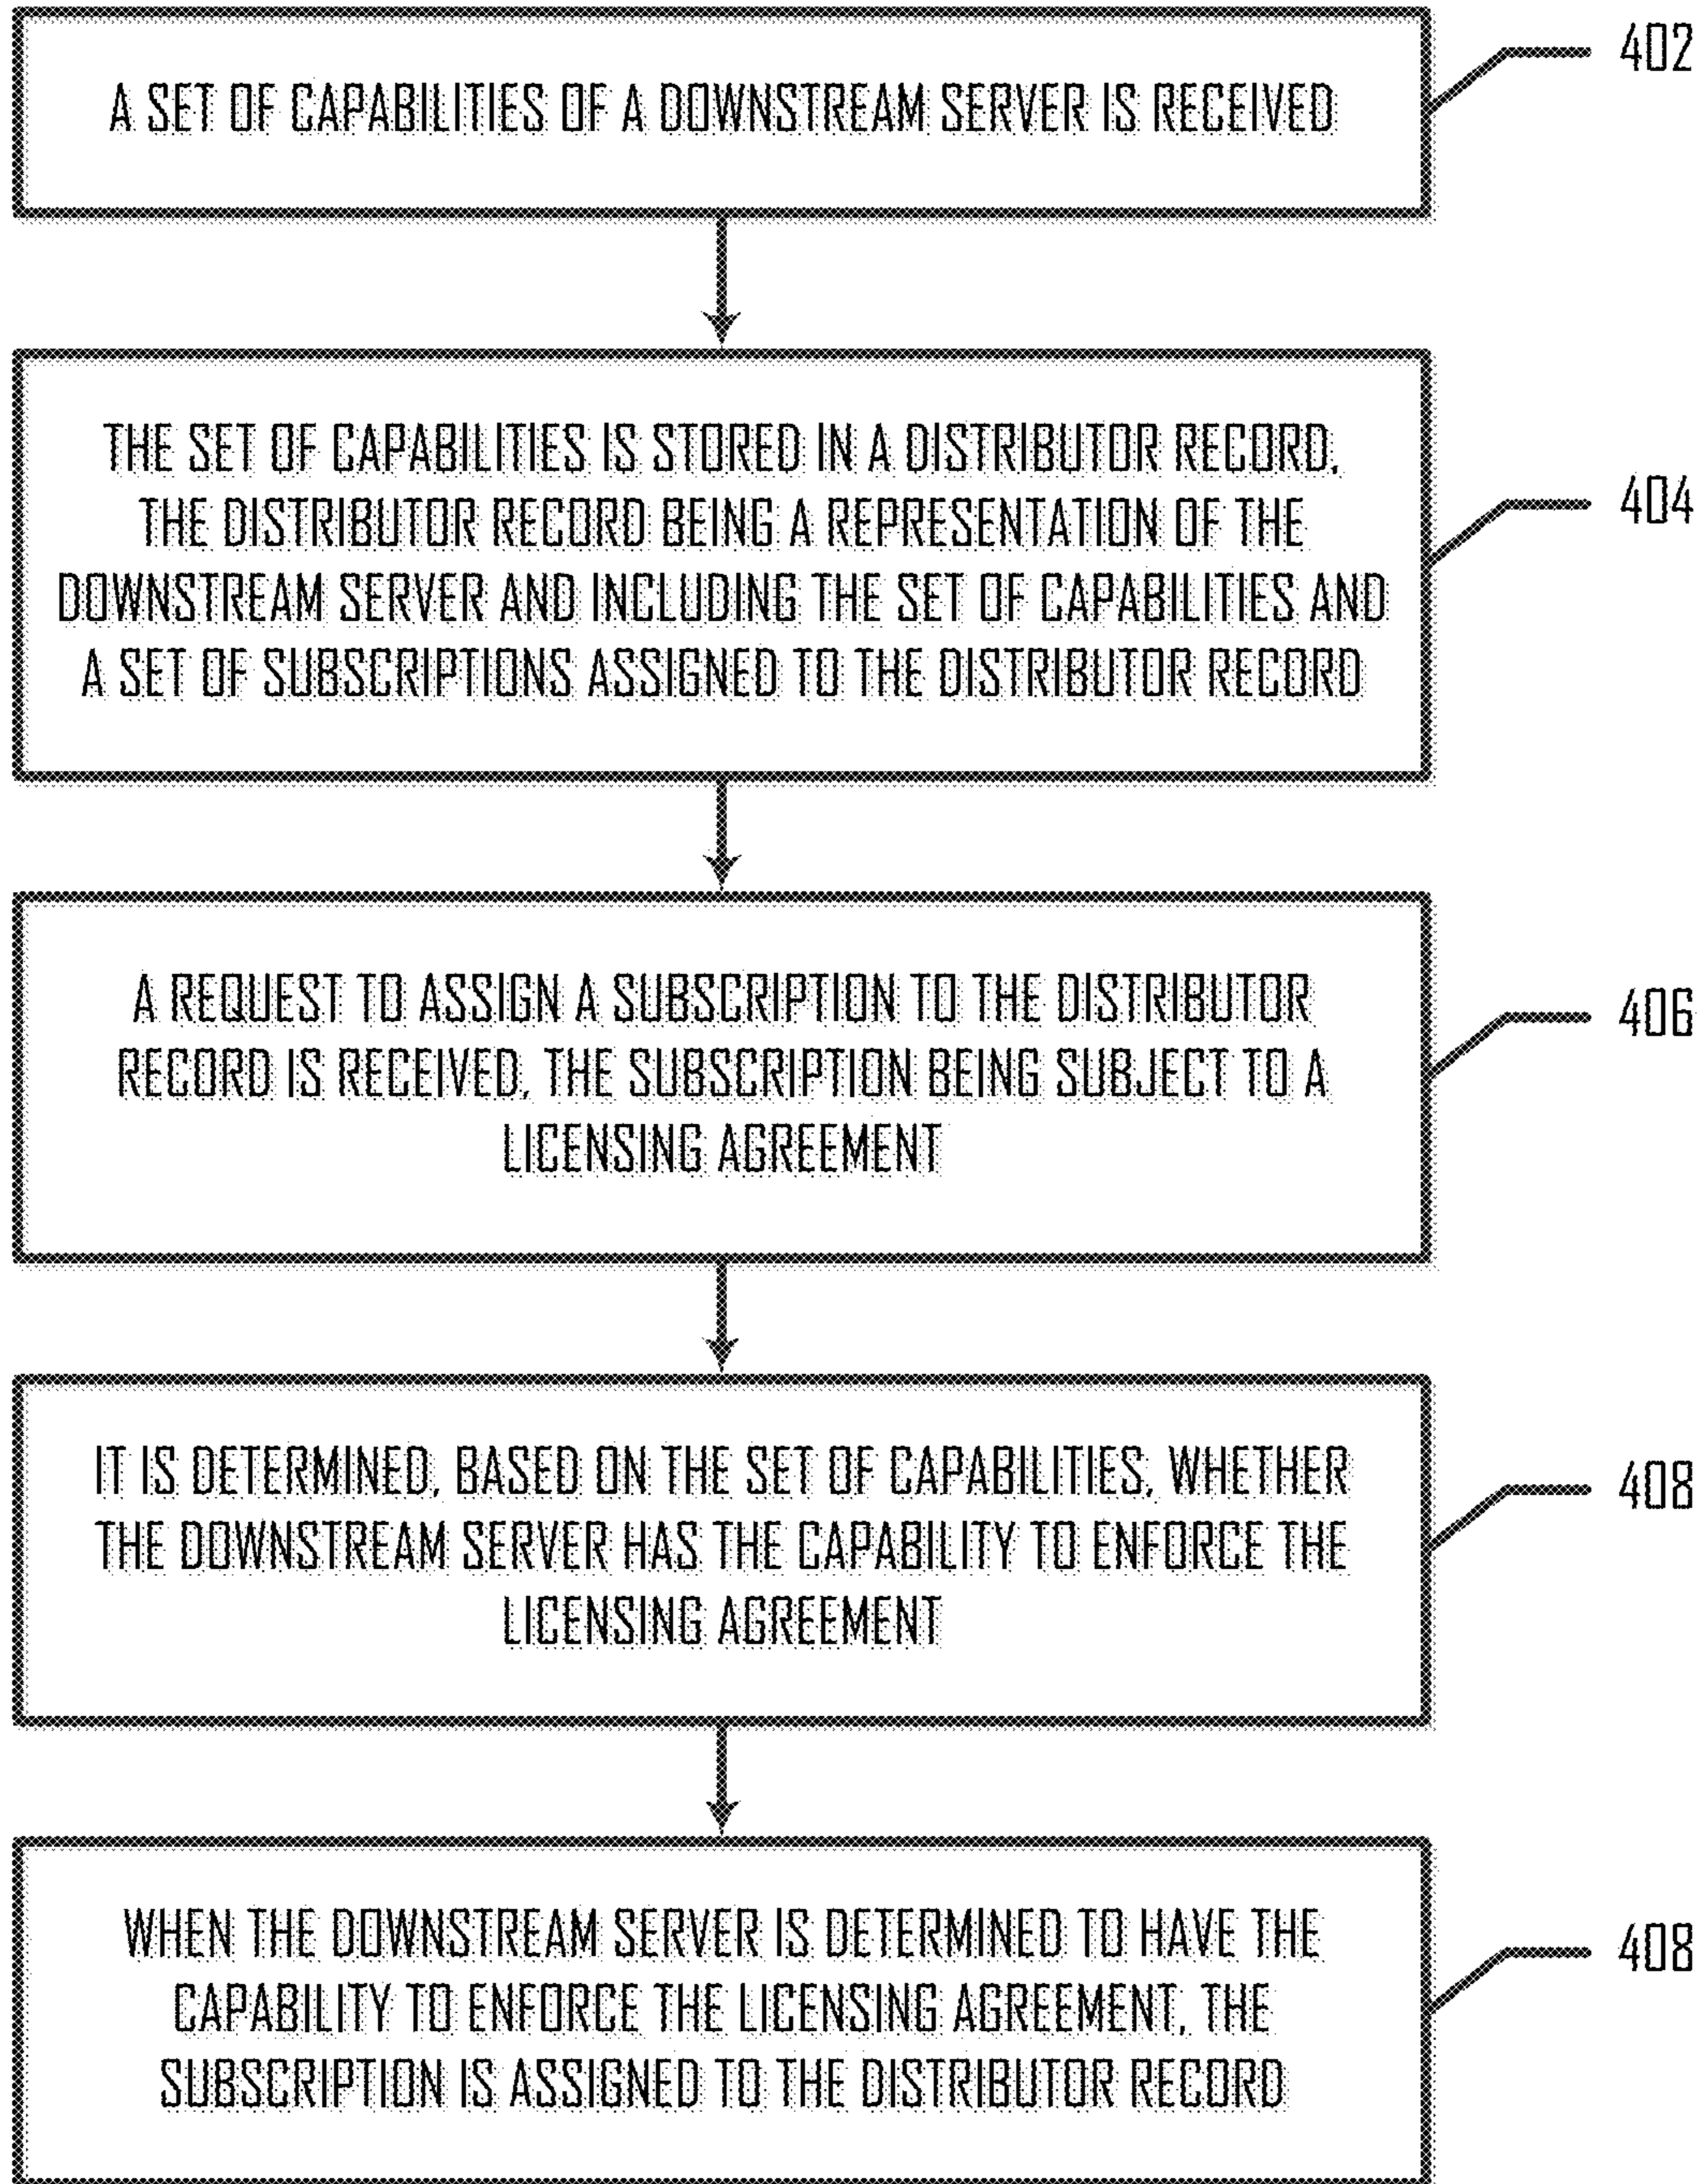 A SET OF CAPABILITIES OF A DOWNSTREAM SERVER IS RECEIVED
402
THE SET OF CAPABILITIES IS STORED IN A DISTRIBUTOR RECORD,
THE DISTRIBUTOR RECORD BEING A REPRESENTATION OF THE
DOWNSTREAM SERVER AND INCLUDING THE SET OF CAPABILITIES AND
A SET OF SUBSCRIPTIONS ASSIGNED TO THE DISTRIBUTOR RECORD
404
A REQUEST TO ASSIGN A SUBSCRIPTION TO THE DISTRIBUTOR
RECORD IS RECEIVED, THE SUBSCRIPTION BEING SUBJECT TO A
LICENSING AGREEMENT
406
IT IS DETERMINED, BASED ON THE SET OF CAPABILITIES, WHETHER
THE DOWNSTREAM SERVER HAS THE CAPABILITY TO ENFORCE THE
LICENSING AGREEMENT
408
WHEN THE DOWNSTREAM SERVER IS DETERMINED TO HAVE THE
CAPABILITY TO ENFORCE THE LICENSING AGREEMENT, THE
SUBSCRIPTION IS ASSIGNED TO THE DISTRIBUTOR RECORD
408